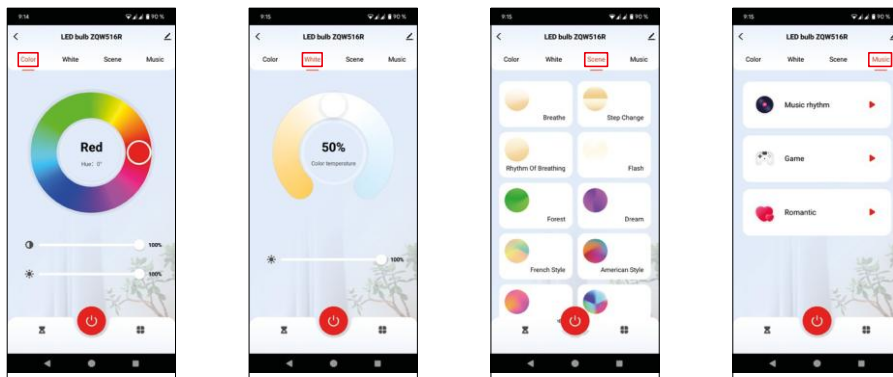 9:14
90 %
LED bulb ZQW516R
Color White Scene Music
Red
Hue: 0°
100%
100%
9:15
90 %
LED bulb ZQW516R
Color White Scene Music
50%
Color temperature
100%
9:15
90 %
LED bulb ZQW516R
Color White Scene Music
Breathe
Step Change
Rhythm Of Breathing
Flash
Forest
Dream
French Style
American Style
9:15
90 %
LED bulb ZQW516R
Color White Scene Music
Music rhythm
Game
Romantic